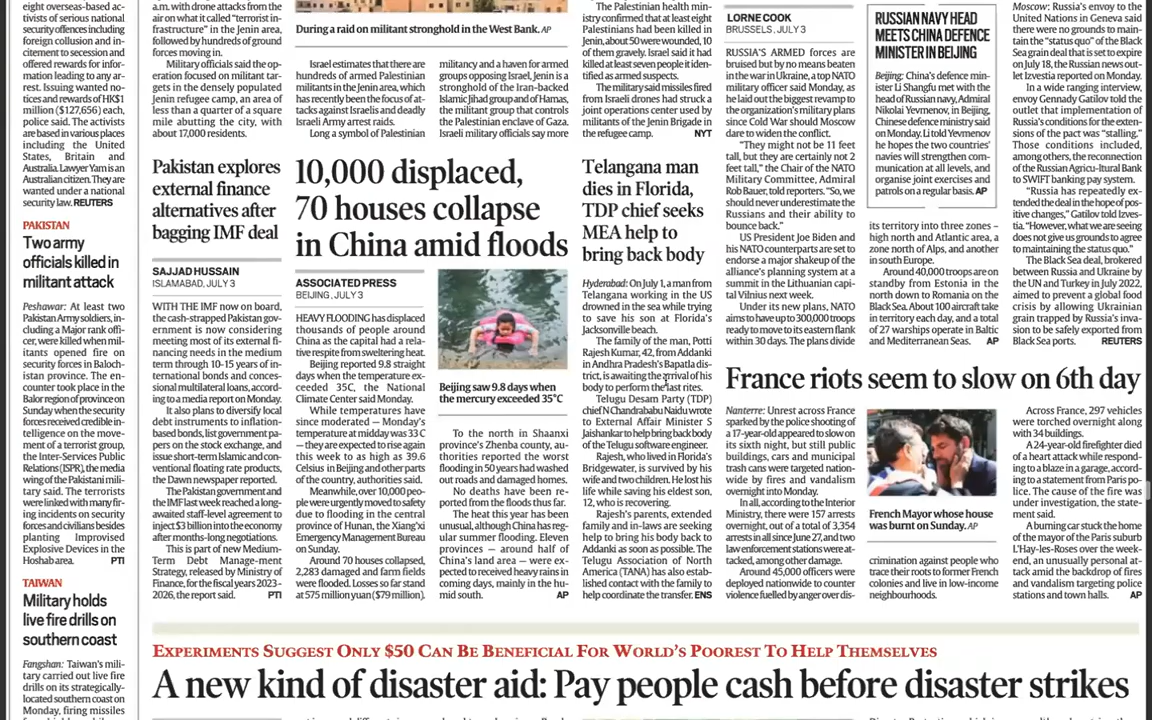 eight overseas-based ac-
tivists of serious national
security offences including
foreign collusion and in-
citement to secession and
offered rewards for infor-
mation leading to any ar-
rest. Issuing wanted no-
tices and rewards of HK$1
million ($127,656) each,
police said. The activists
are based in various places
including the United
States, Britain and
Australia. Lawyer Yam is an
Australian citizen. They are
wanted under a national
security law. REUTERS
PAKISTAN
Two army
officials killed in
militant attack
Peshawar: At least two
Pakistan Army soldiers, in-
cluding a Major rank offi-
cer, were killed when mil-
itants opened fire on
security forces in Baloch-
istan province. The en-
counter took place in the
Balor region of province on
Sunday when the security
forces received credible in-
telligence on the move-
ment of a terrorist group,
the Inter-Services Public
Relations (ISPR), the media
wing of the Pakistani mili-
tary said. The terrorists
were linked with many fir-
ing incidents on security
forces and civilians besides
planting Improvised
Explosive Devices in the
Hoshab area. PTI
TAIWAN
Military holds
live fire drills on
southern coast
Fangshan: Taiwan's mili-
tary carried out live fire
drills on its strategically-
located southern coast on
Monday, firing missiles
a.m. with drone attacks from the
air on what it called "terrorist in-
frastructure" in the Jenin area,
followed by hundreds of ground
forces moving in.
Military officials said the op-
eration focused on militant tar-
gets in the densely populated
Jenin refugee camp, an area of
less than a quarter of a square
mile abutting the city, with
about 17,000 residents.
During a raid on militant stronghold in the West Bank. AP
Israel estimates that there are
hundreds of armed Palestinian
militants in the Jenin area, which
has recently been the focus of at-
tacks against Israelis and deadly
Israeli Army arrest raids.
Long a symbol of Palestinian
militancy and a haven for armed
groups opposing Israel, Jenin is a
stronghold of the Iran-backed
Islamic Jihad group and of Hamas,
the militant group that controls
the Palestinian enclave of Gaza.
Israeli military officials say more
The Palestinian health min-
istry confirmed that at least eight
Palestinians had been killed in
Jenin, about 50 were wounded, 10
of them gravely. Israel said it had
killed at least seven people it iden-
tified as armed suspects.
The military said missiles fired
from Israeli drones had struck a
joint operations center used by
militants of the Jenin Brigade in
the refugee camp. NYT
Pakistan explores
external finance
alternatives after
bagging IMF deal
SAJJAD HUSSAIN
ISLAMABAD, JULY 3
WITH THE IMF now on board,
the cash-strapped Pakistan gov-
ernment is now considering
meeting most of its external fi-
nancing needs in the medium
term through 10-15 years of in-
ternational bonds and conces-
sional multilateral loans, accord-
ing to a media report on Monday.
It also plans to diversify local
debt instruments to inflation-
based bonds, list government pa-
pers on the stock exchange, and
issue short-term Islamic and con-
ventional floating rate products,
the Dawn newspaper reported.
The Pakistan government and
the IMF last week reached a long-
awaited staff-level agreement to
inject $3 billion into the economy
after months-long negotiations.
This is part of new Medium-
Term Debt Management
Strategy, released by Ministry of
Finance, for the fiscal years 2023-
2026, the report said. PTI
10,000 displaced,
70 houses collapse
in China amid floods
ASSOCIATED PRESS
BEIJING, JULY 3
HEAVY FLOODING has displaced
thousands of people around
China as the capital had a rela-
tive respite from sweltering heat.
Beijing reported 9.8 straight
days when the temperature ex-
ceeded 35C, the National
Climate Center said Monday.
While temperatures have
since moderated — Monday's
temperature at midday was 33 C
— they are expected to rise again
this week to as high as 39.6
Celsius in Beijing and other parts
of the country, authorities said.
Meanwhile, over 10,000 peo-
ple were urgently moved to safety
due to flooding in the central
province of Hunan, the Xiang'xi
Emergency Management Bureau
on Sunday.
Around 70 houses collapsed,
2,283 damaged and farm fields
were flooded. Losses so far stand
at 575 million yuan ($79 million).
Beijing saw 9.8 days when
the mercury exceeded 35°C
To the north in Shaanxi
province's Zhenba county, au-
thorities reported the worst
flooding in 50 years had washed
out roads and damaged homes.
No deaths have been re-
ported from the floods thus far.
The heat this year has been
unusual, although China has reg-
ular summer flooding. Eleven
provinces — around half of
China's land area — were ex-
pected to receive heavy rains in
coming days, mainly in the hu-
mid south. AP
Telangana man
dies in Florida,
TDP chief seeks
MEA help to
bring back body
Hyderabad: On July 1, a man from
Telangana working in the US
drowned in the sea while trying
to save his son at Florida's
Jacksonville beach.
The family of the man, Potti
Rajesh Kumar, 42, from Addanki
in Andhra Pradesh's Bapatla dis-
trict, is awaiting the arrival of his
body to perform the last rites.
Telugu Desam Party (TDP)
chief N Chandrababu Naidu wrote
to External Affair Minister S
Jaishankar to help bring back body
of the Telugu software engineer.
Rajesh, who lived in Florida's
Bridgewater, is survived by his
wife and two children. He lost his
life while saving his eldest son,
12, who is recovering.
Rajesh's parents, extended
family and in-laws are seeking
help to bring his body back to
Addanki as soon as possible. The
Telugu Association of North
America (TANA) has also estab-
lished contact with the family to
help coordinate the transfer. ENS
LORNE COOK
BRUSSELS, JULY 3
RUSSIA'S ARMED forces are
bruised but by no means beaten
in the war in Ukraine, a top NATO
military officer said Monday, as
he laid out the biggest revamp to
the organization's military plans
since Cold War should Moscow
dare to widen the conflict.
"They might not be 11 feet
tall, but they are certainly not 2
feet tall," the Chair of the NATO
Military Committee, Admiral
Rob Bauer, told reporters. "So, we
should never underestimate the
Russians and their ability to
bounce back."
US President Joe Biden and
his NATO counterparts are set to
endorse a major shakeup of the
alliance's planning system at a
summit in the Lithuanian capi-
tal Vilnius next week.
Under its new plans, NATO
aims to have up to 300,000 troops
ready to move to its eastern flank
within 30 days. The plans divide
RUSSIAN NAVY HEAD
MEETS CHINA DEFENCE
MINISTER IN BEIJING
Beijing: China's defence min-
ister Li Shangfu met with the
head of Russian navy, Admiral
Nikolai Yevmenov, in Beijing,
Chinese defence ministry said
on Monday. Li told Yevmenov
he hopes the two countries'
navies will strengthen com-
munication at all levels, and
organise joint exercises and
patrols on a regular basis. AP
its territory into three zones –
high north and Atlantic area, a
zone north of Alps, and another
in south Europe.
Around 40,000 troops are on
standby from Estonia in the
north down to Romania on the
Black Sea. About 100 aircraft take
in territory each day, and a total
of 27 warships operate in Baltic
and Mediterranean Seas. AP
Moscow: Russia's envoy to the
United Nations in Geneva said
there were no grounds to main-
tain the "status quo" of the Black
Sea grain deal that is set to expire
on July 18, the Russian news out-
let Izvestia reported on Monday.
In a wide ranging interview,
envoy Gennady Gatilov told the
outlet that implementation of
Russia's conditions for the exten-
sions of the pact was "stalling."
Those conditions included,
among others, the reconnection
of the Russian Agricu-ltural Bank
to SWIFT banking pay system.
"Russia has repeatedly ex-
tended the deal in the hope of pos-
itive changes," Gatilov told Izves-
tia. "However, what we are seeing
does not give us grounds to agree
to maintaining the status quo."
The Black Sea deal, brokered
between Russia and Ukraine by
the UN and Turkey in July 2022,
aimed to prevent a global food
crisis by allowing Ukrainian
grain trapped by Russia's inva-
sion to be safely exported from
Black Sea ports. REUTERS
France riots seem to slow on 6th day
Nanterre: Unrest across France
sparked by the police shooting of
a 17-year-old appeared to slow on
its sixth night, but still public
buildings, cars and municipal
trash cans were targeted nation-
wide by fires and vandalism
overnight into Monday.
In all, according to the Interior
Ministry, there were 157 arrests
overnight, out of a total of 3,354
arrests in all since June 27, and two
law enforcement stations were at-
tacked, among other damage.
Around 45,000 officers were
deployed nationwide to counter
violence fuelled by anger over dis-
French Mayor whose house
was burnt on Sunday. AP
crimination against people who
trace their roots to former French
colonies and live in low-income
neighbourhoods.
Across France, 297 vehicles
were torched overnight along
with 34 buildings.
A 24-year-old firefighter died
of a heart attack while respond-
ing to a blaze in a garage, accord-
ing to a statement from Paris po-
lice. The cause of the fire was
under investigation, the state-
ment said.
A burning car stuck the home
of the mayor of the Paris suburb
L'Hay-les-Roses over the week-
end, an unusually personal at-
tack amid the backdrop of fires
and vandalism targeting police
stations and town halls. AP
EXPERIMENTS SUGGEST ONLY $50 CAN BE BENEFICIAL FOR WORLD'S POOREST TO HELP THEMSELVES
A new kind of disaster aid: Pay people cash before disaster strikes